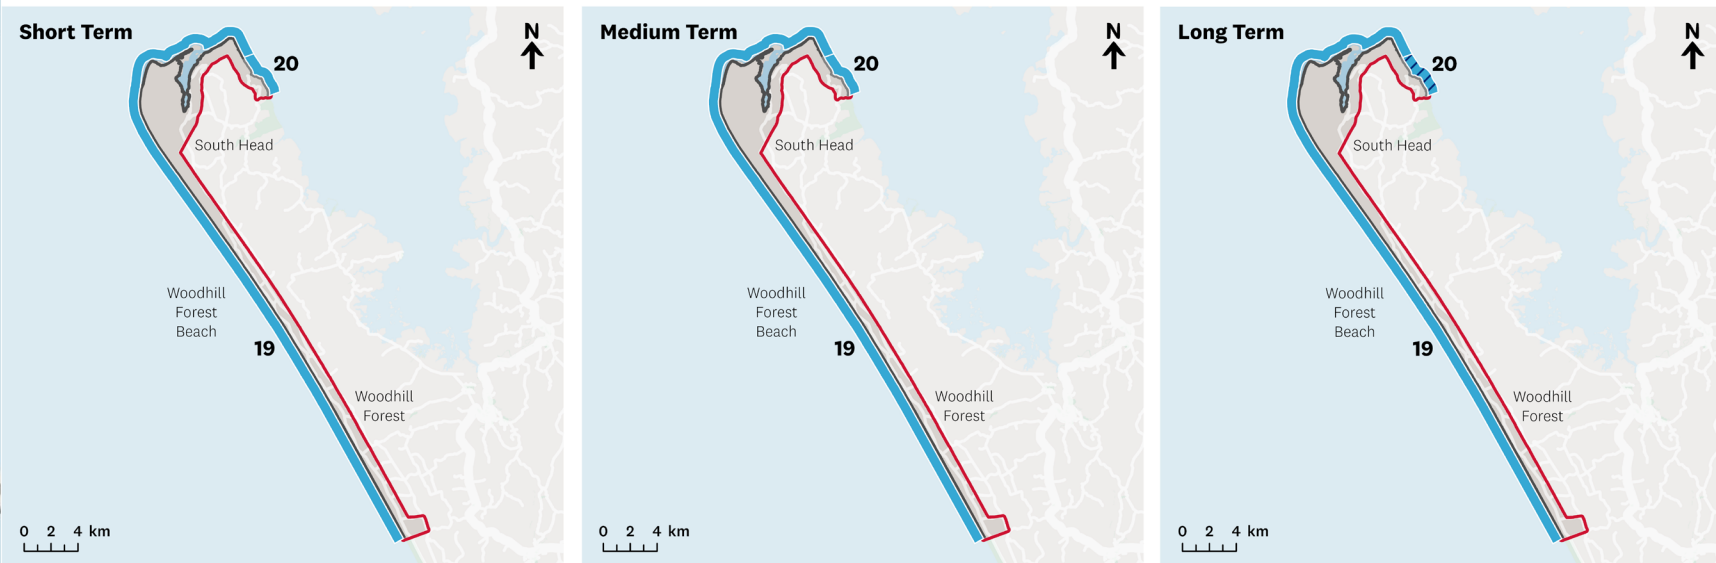 Short Term
N
20
South Head
Woodhill
Forest
Beach
19
Woodhill
Forest
0 2 4 km
Medium Term
N
20
South Head
Woodhill
Forest
Beach
19
Woodhill
Forest
0 2 4 km
Long Term
N
20
South Head
Woodhill
Forest
Beach
19
Woodhill
Forest
0 2 4 km